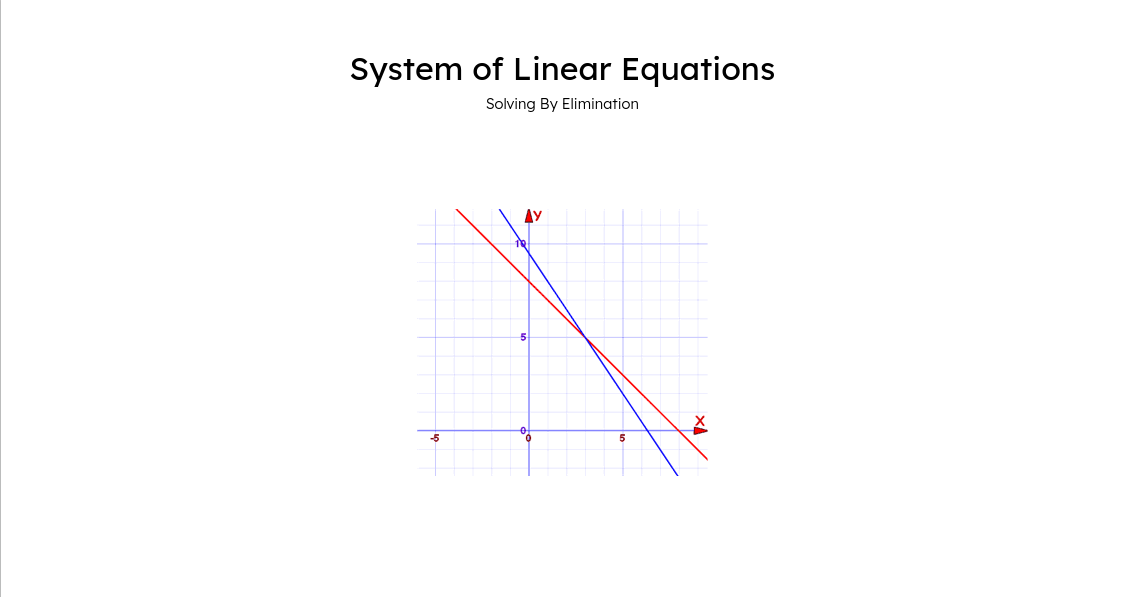 System of Linear Equations
Solving By Elimination
y
10
5
x
0
-5 0 5